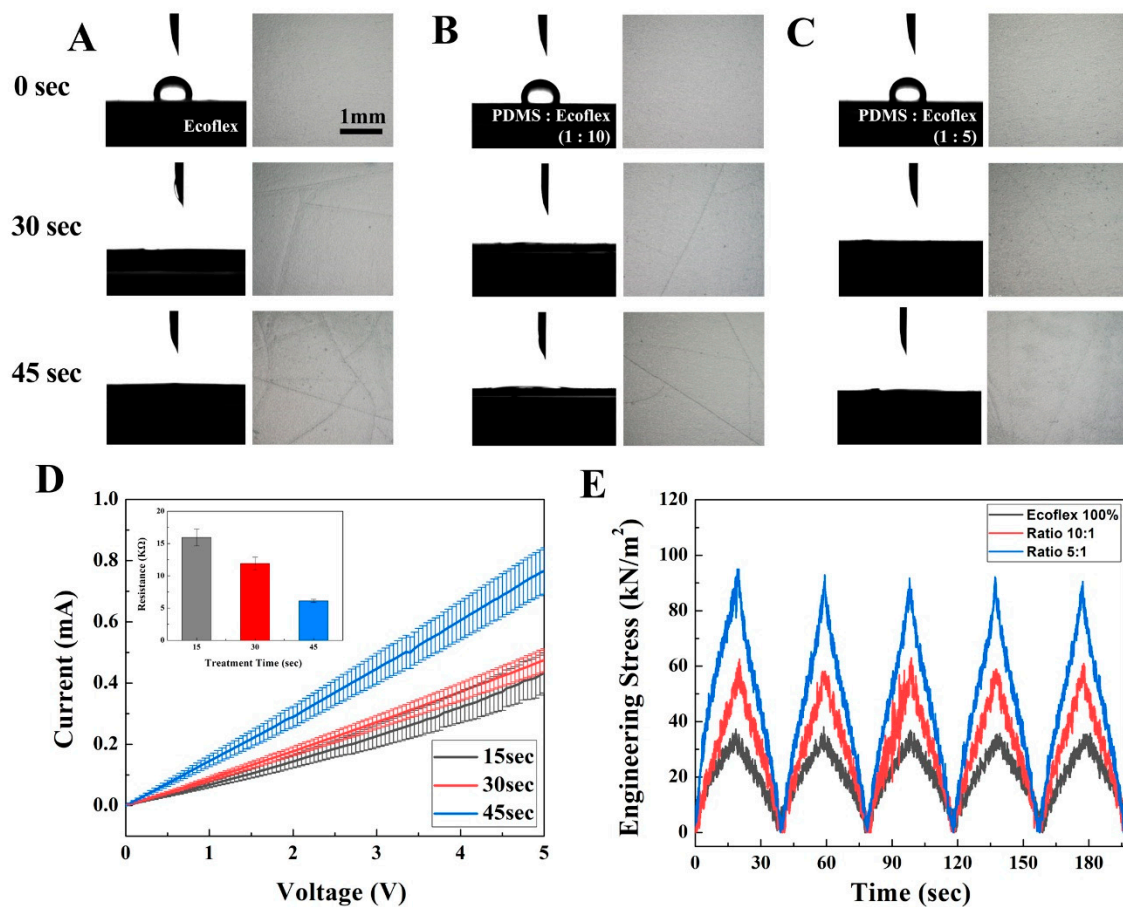 A
B
C
0 sec
Ecoflex
1mm
PDMS : Ecoflex
(1 : 10)
PDMS : Ecoflex
(1 : 5)
30 sec
45 sec
D
1.0
0.8
0.6
0.4
0.2
0.0
Current (mA)
0
1
2
3
4
5
Voltage (V)
20
15
10
5
0
Resistance (KΩ)
15
30
45
Treatment Time (sec)
15sec
30sec
45sec
E
120
100
80
60
40
20
0
Engineering Stress (kN/m²)
0
30
60
90
120
150
180
Time (sec)
Ecoflex 100%
Ratio 10:1
Ratio 5:1